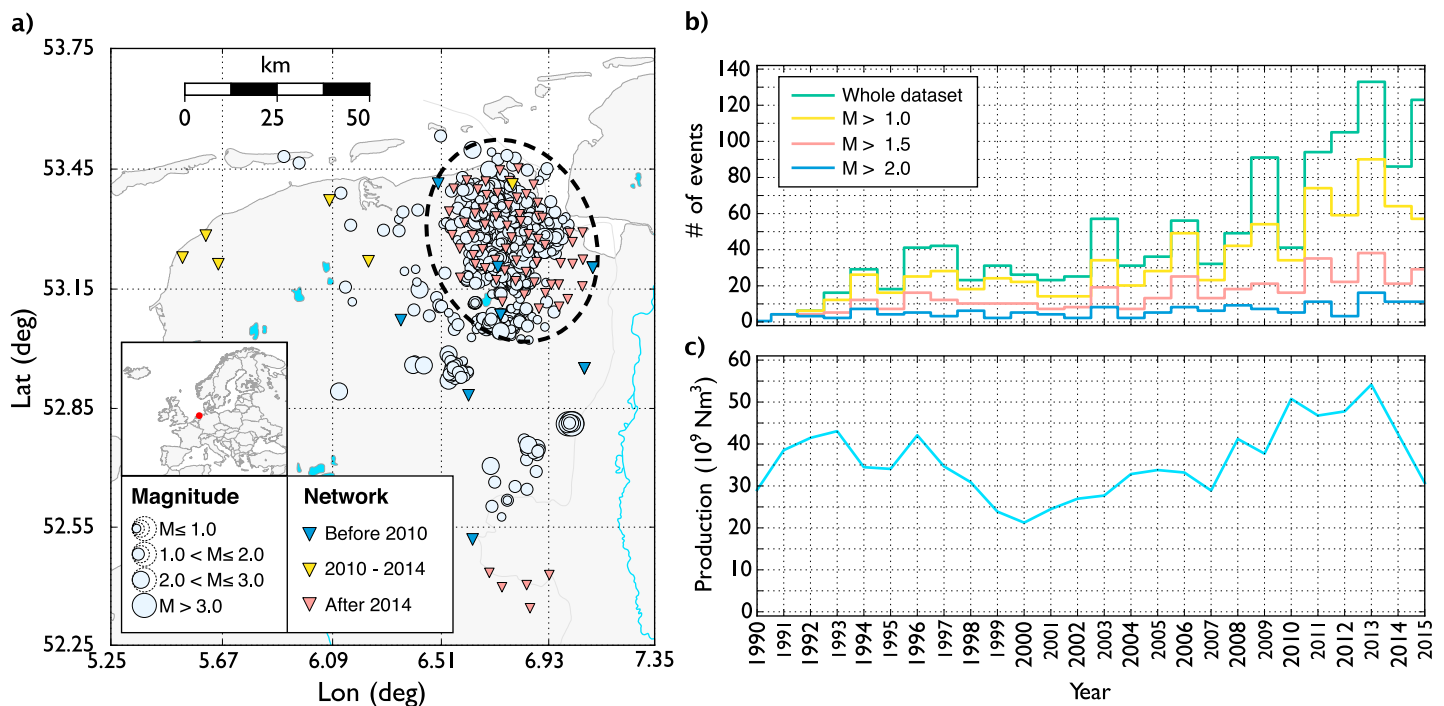 a)
53.75
53.45
53.15
52.85
52.55
52.25
Lat (deg)
km
0 25 50
Magnitude
M≤ 1.0
1.0 < M≤ 2.0
2.0 < M≤ 3.0
M > 3.0
Network
Before 2010
2010 - 2014
After 2014
5.25 5.67 6.09 6.51 6.93 7.35
Lon (deg)
b)
140
120
100
80
60
40
20
0
# of events
Whole dataset
M > 1.0
M > 1.5
M > 2.0
c)
60
50
40
30
20
10
0
Production (10⁹ Nm³)
1990 1991 1992 1993 1994 1995 1996 1997 1998 1999 2000 2001 2002 2003 2004 2005 2006 2007 2008 2009 2010 2011 2012 2013 2014 2015
Year